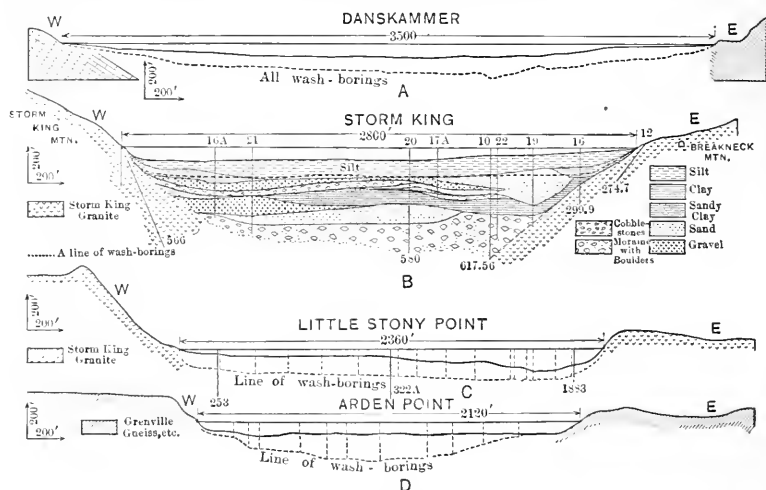 DANSKAMMER
W E
3500'
200'
200'
All wash-borings
A
STORM KING
2860'
STORM KING MTN.
W E
16A 21 20 17A 10 22 19 16 12
BREAKNECK MTN.
200'
200'
Silt
Silt
Clay
Sandy Clay
Sand
Gravel
Cobble-stones
Moraine with Boulders
Storm King Granite
A line of wash-borings
566 580 617.56 299.9 274.7
B
LITTLE STONY POINT
2360'
W E
200'
200'
Storm King Granite
Line of wash-borings
C
253 322A 1883
ARDEN POINT
2120'
W E
200'
200'
Grenville Gneiss, etc.
Line of wash-borings
D